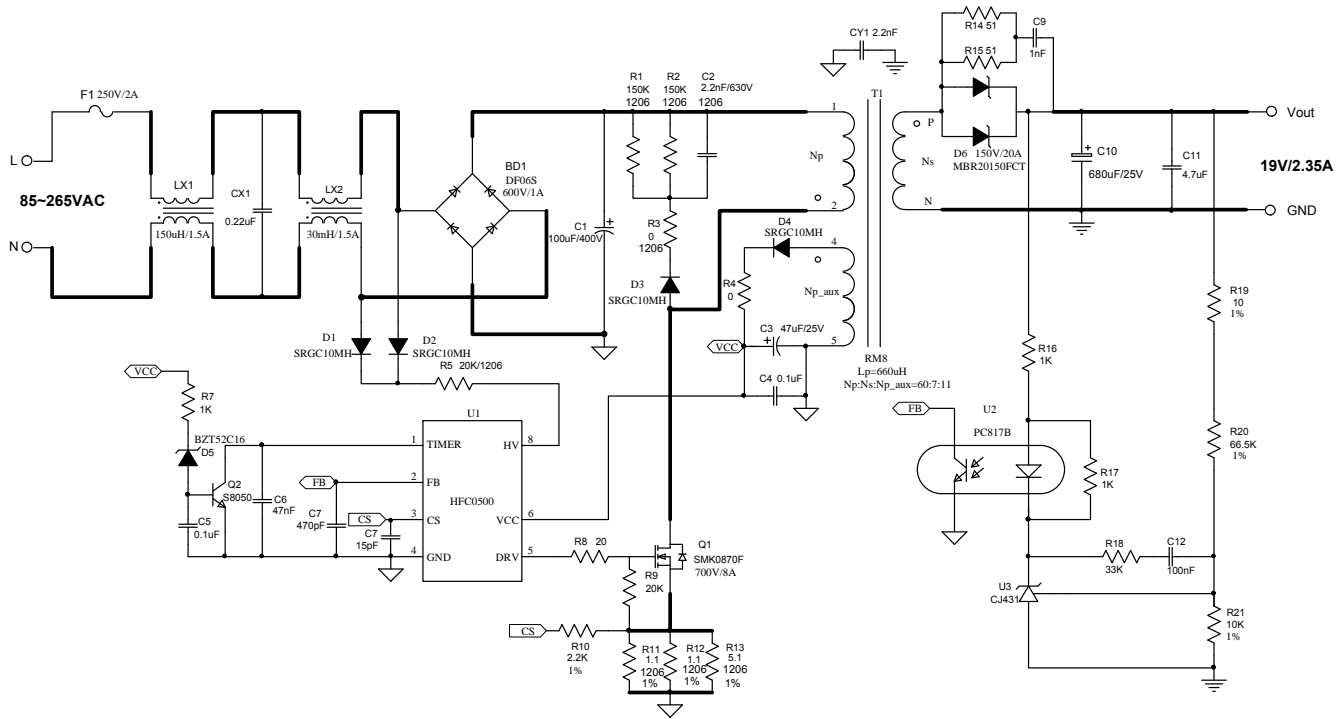 F1 250V/2A
L
85~265VAC
N
LX1
150uH/1.5A
CX1
0.22uF
LX2
30mH/1.5A
BD1
DF06S
600V/1A
C1
100uF/400V
R1
150K
1206
R2
150K
1206
C2
2.2nF/630V
1206
R3
0
1206
D3
SRGC10MH
CY1 2.2nF
T1
1
Np
2
D4
SRGC10MH
4
Np_aux
5
R4
0
VCC
C3 47uF/25V
C4 0.1uF
RM8
Lp=660uH
Np:Ns:Np_aux=60:7:11
P
Ns
N
R14 51
R15 51
C9
1nF
D6 150V/20A
MBR20150FCT
C10
680uF/25V
C11
4.7uF
Vout
19V/2.35A
GND
D1
SRGC10MH
D2
SRGC10MH
R5 20K/1206
VCC
R7
1K
BZT52C16
D5
Q2
S8050
C5
0.1uF
C6
47nF
FB
C7
470pF
CS
C7
15pF
U1
1 TIMER
HV 8
2 FB
HFC0500
3 CS
VCC 6
4 GND
DRV 5
R8 20
R9
20K
Q1
SMK0870F
700V/8A
CS
R10
2.2K
1%
R11
1.1
1206
1%
R12
1.1
1206
1%
R13
5.1
1206
1%
R16
1K
FB
U2
PC817B
R17
1K
R18
33K
C12
100nF
U3
CJ431
R19
10
1%
R20
66.5K
1%
R21
10K
1%